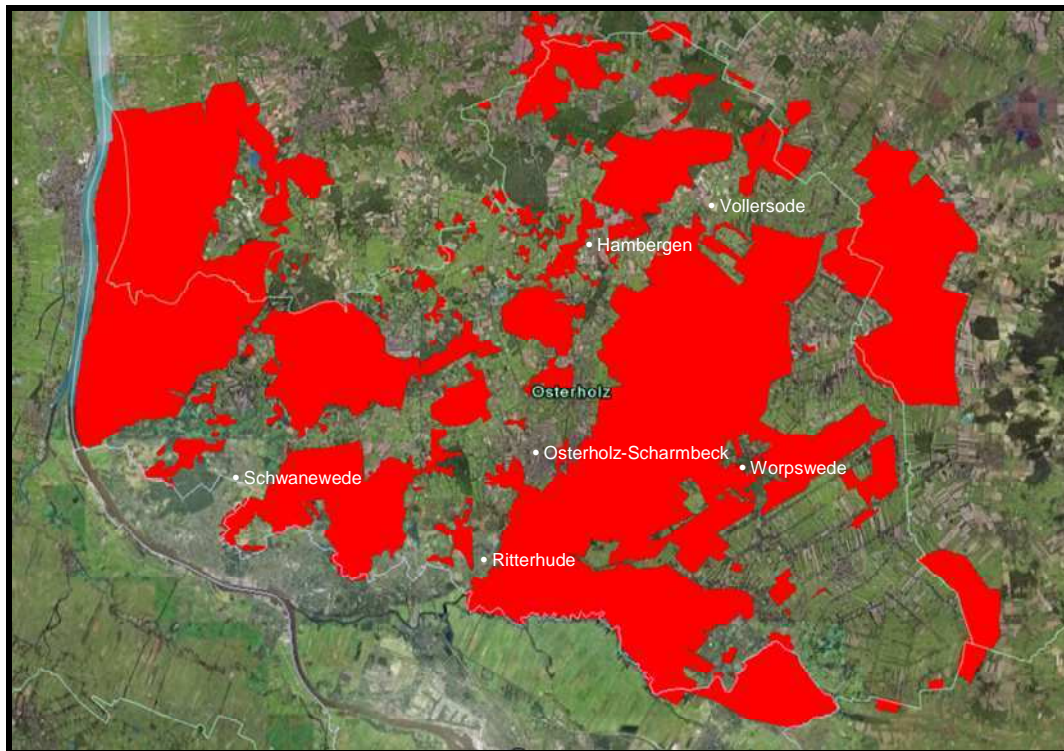 Vollersode
Hambergen
Osterholz
Osterholz-Scharmbeck
Worpswede
Schwanewede
Ritterhude